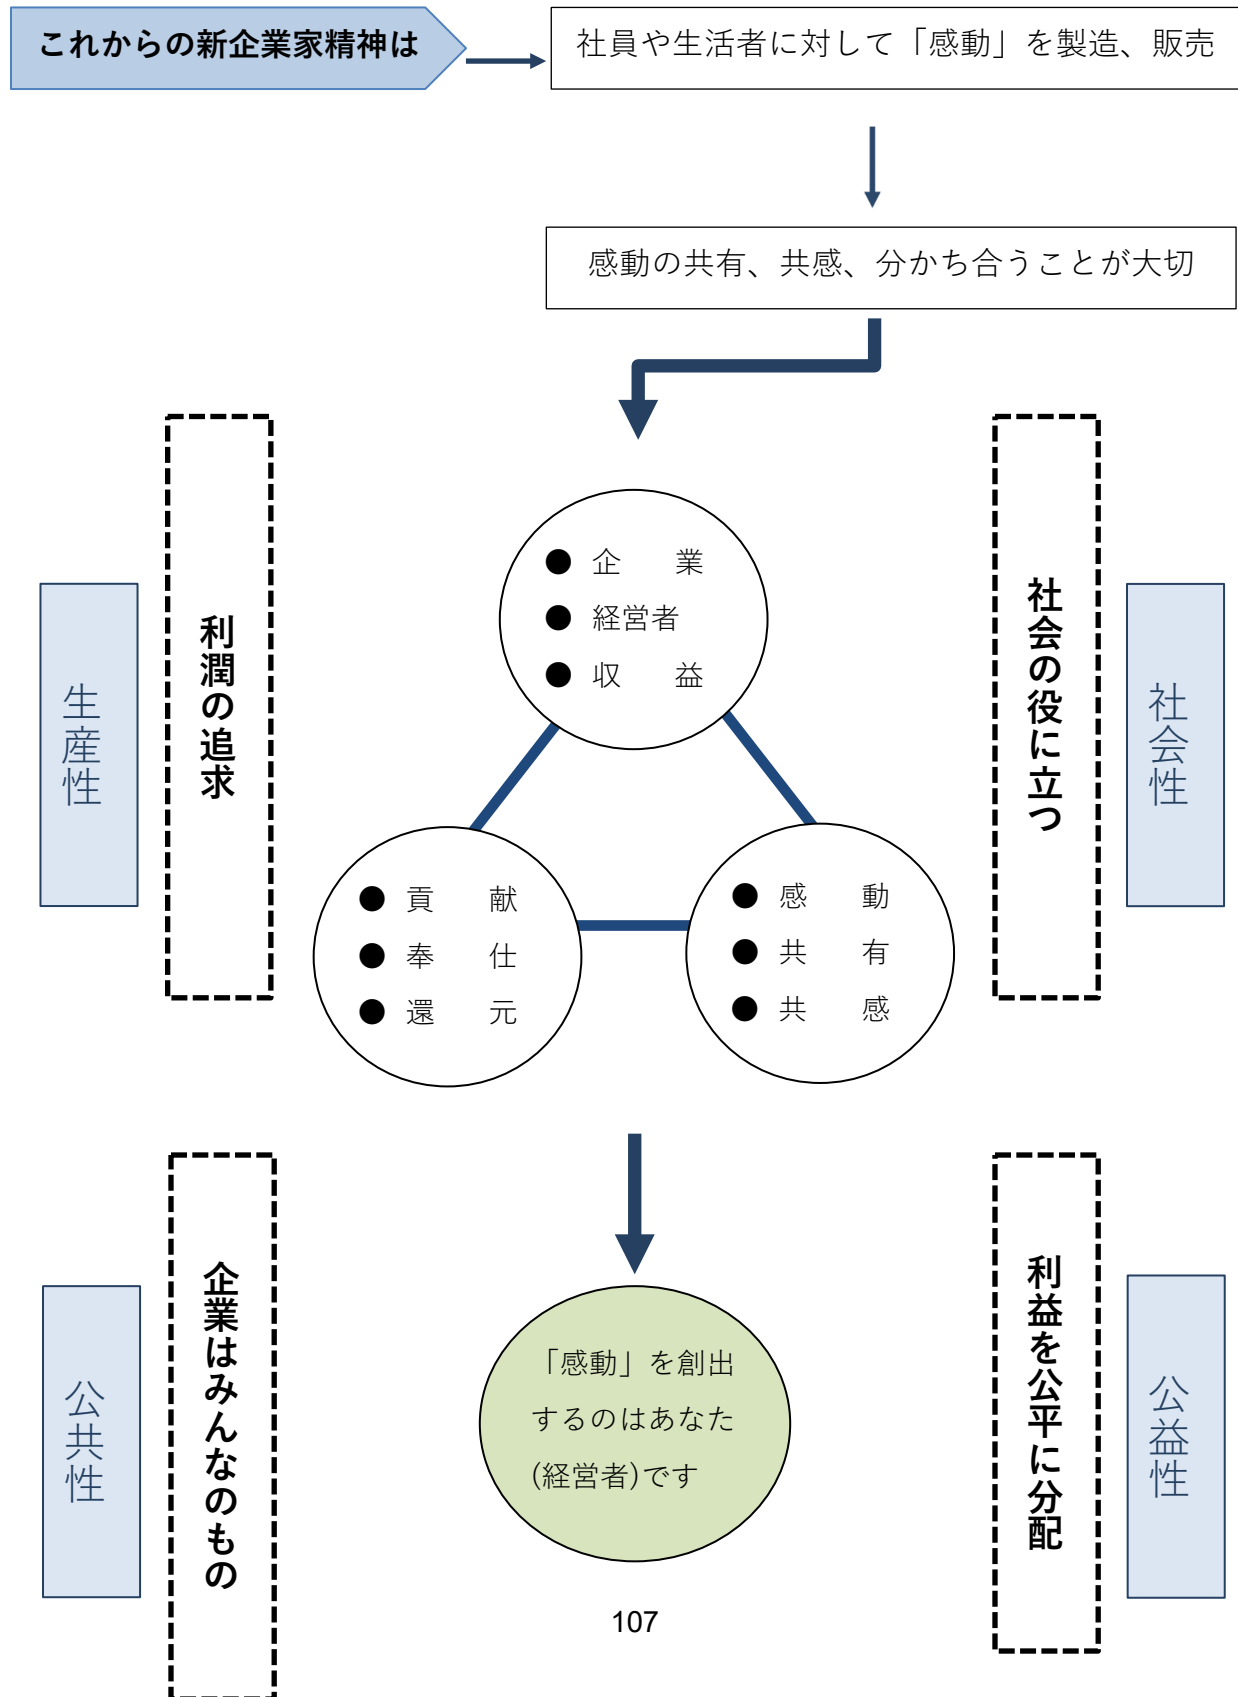 これからの新企業家精神は
社員や生活者に対して「感動」を製造、販売
感動の共有、共感、分かち合うことが大切
生産性
利潤の追求
● 企　業
● 経営者
● 収　益
社会の役に立つ
社会性
● 貢　献
● 奉　仕
● 還　元
● 感　動
● 共　有
● 共　感
公共性
企業はみんなのもの
「感動」を創出
するのはあなた
(経営者)です
利益を公平に分配
公益性
107